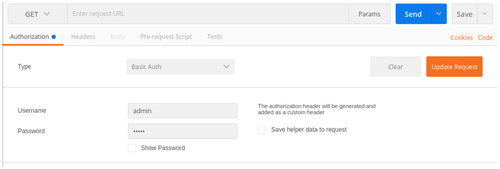 GET Enter request URL Params Send Save
Authorization Headers Body Pre-request Script Tests Cookies Code
Type Basic Auth Clear Update Request
Username admin The authorization header will be generated and
added as a custom header
Password ••••• Save helper data to request
Show Password